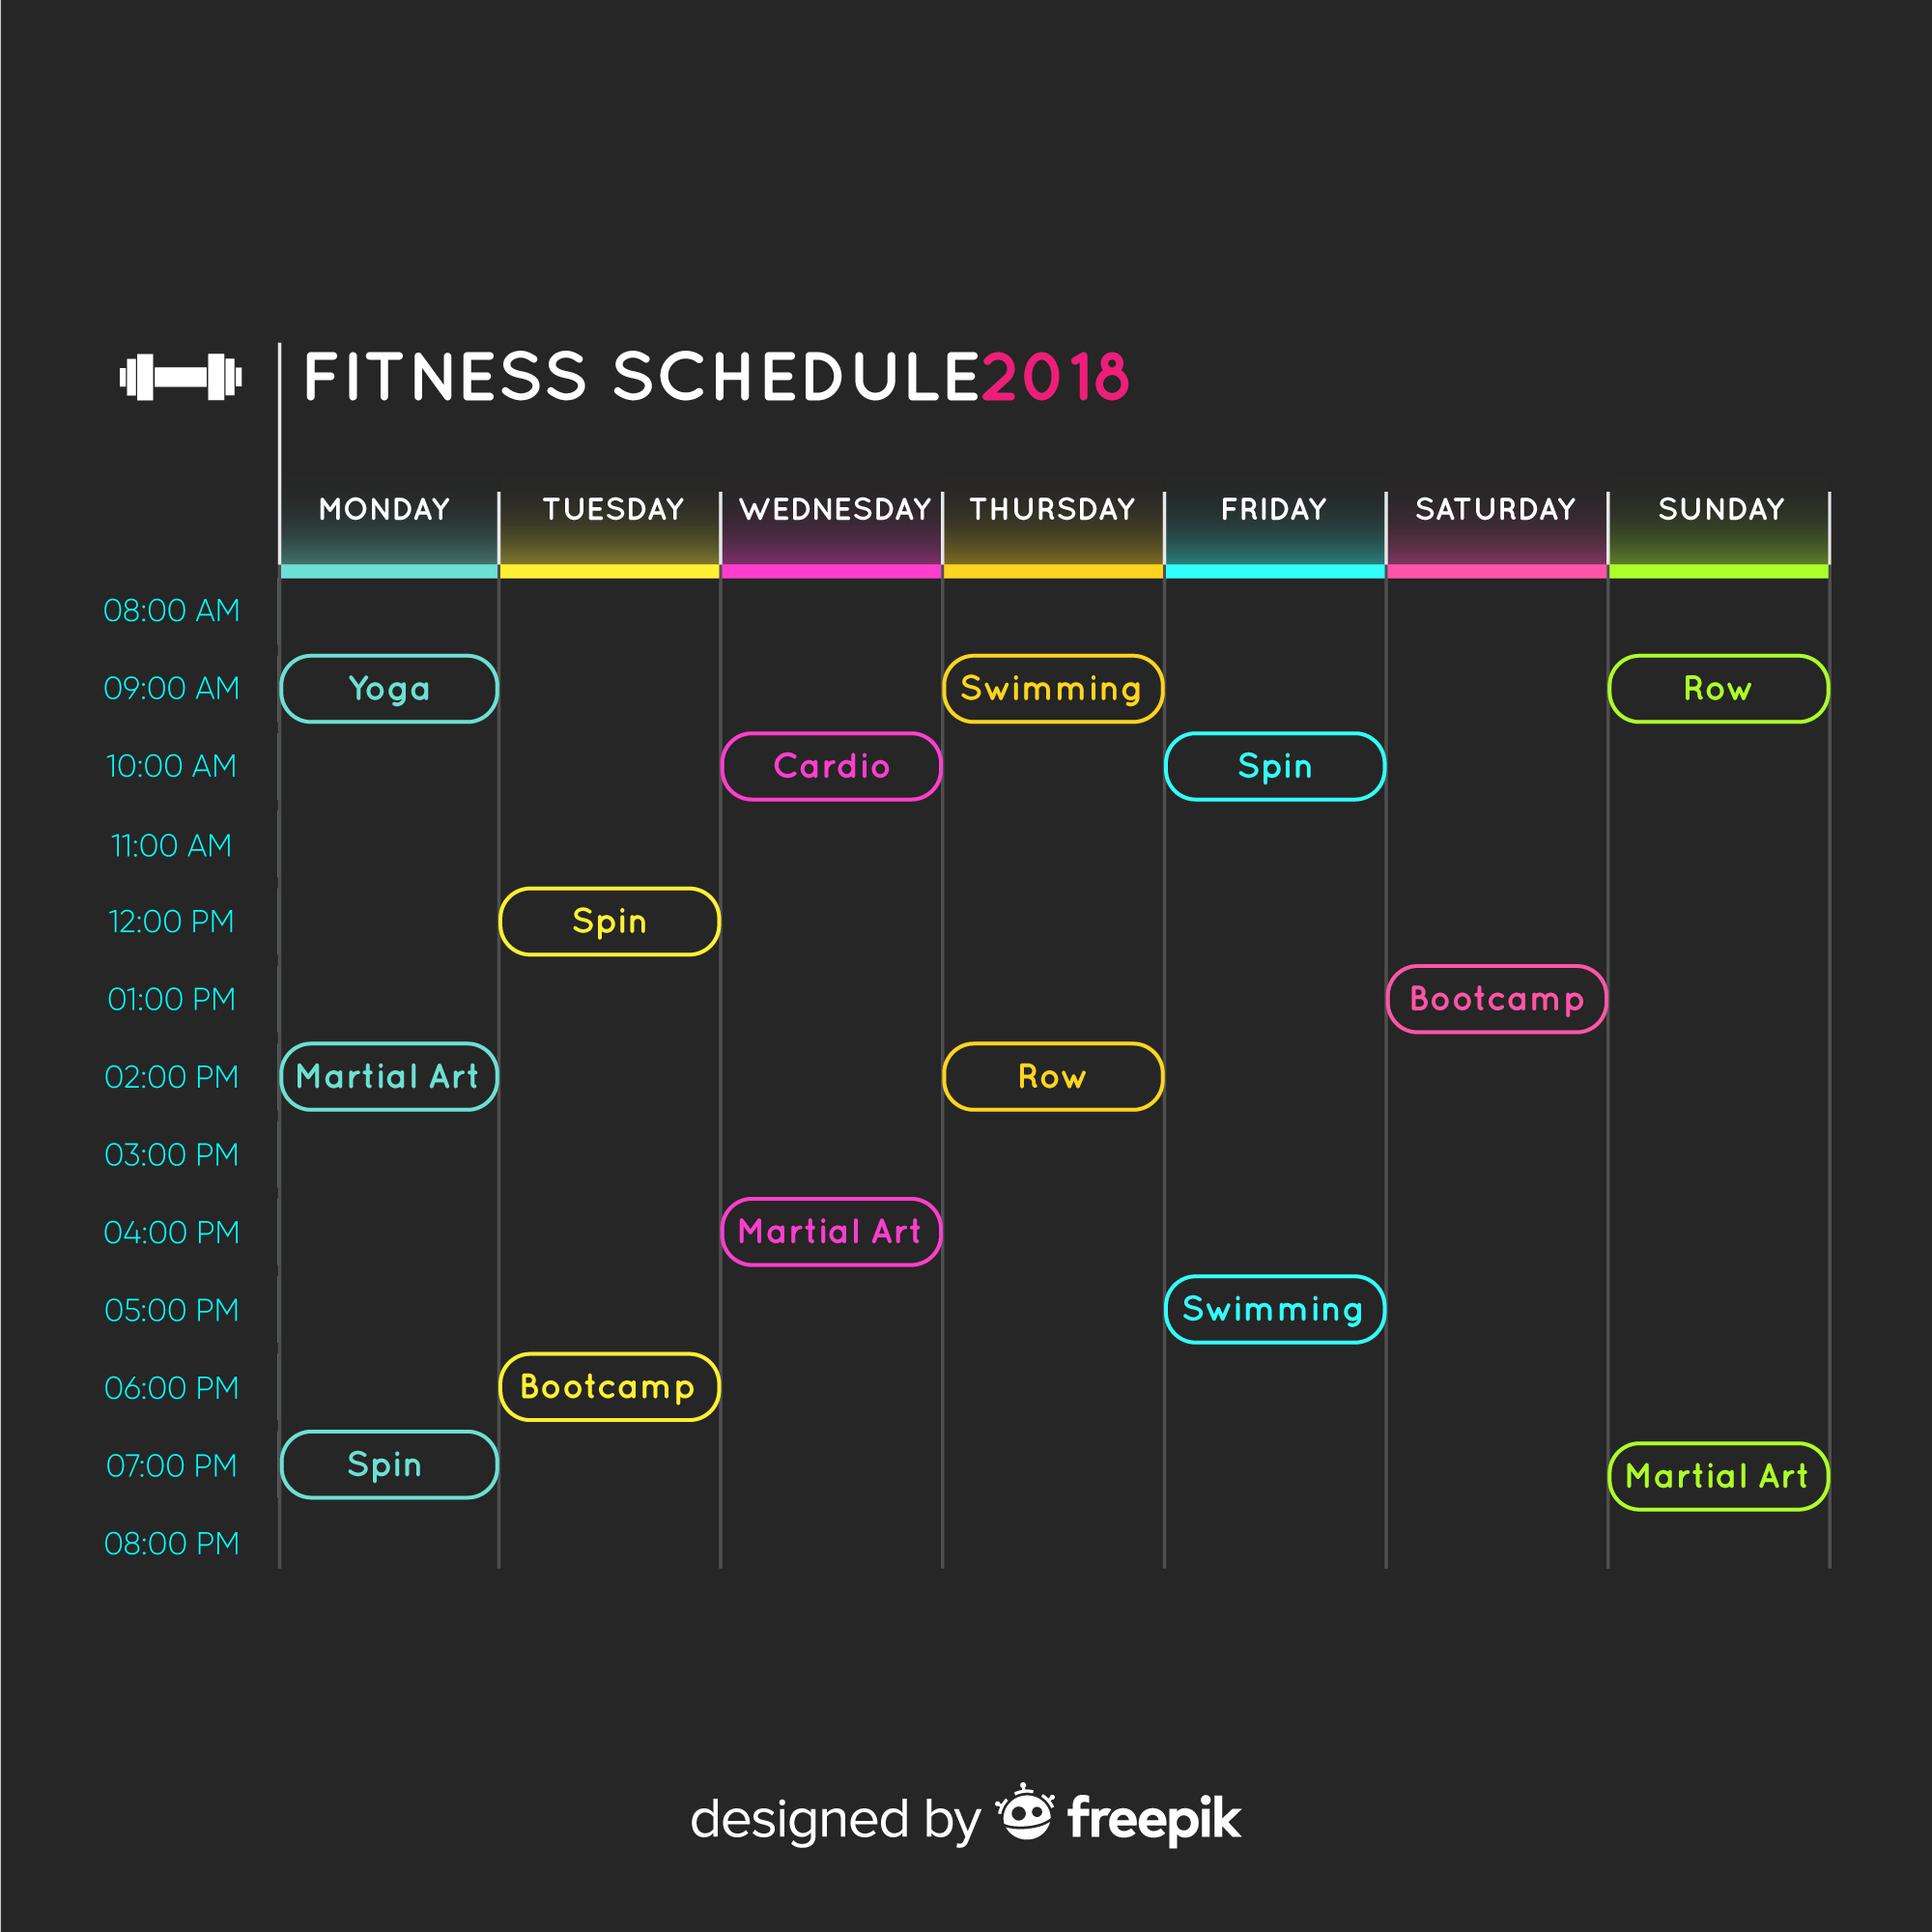 FITNESS SCHEDULE2018
MONDAY TUESDAY WEDNESDAY THURSDAY FRIDAY SATURDAY SUNDAY
08:00 AM
09:00 AM Yoga Swimming Row
10:00 AM Cardio Spin
11:00 AM
12:00 PM Spin
01:00 PM Bootcamp
02:00 PM Martial Art Row
03:00 PM
04:00 PM Martial Art
05:00 PM Swimming
06:00 PM Bootcamp
07:00 PM Spin Martial Art
08:00 PM
designed by freepik